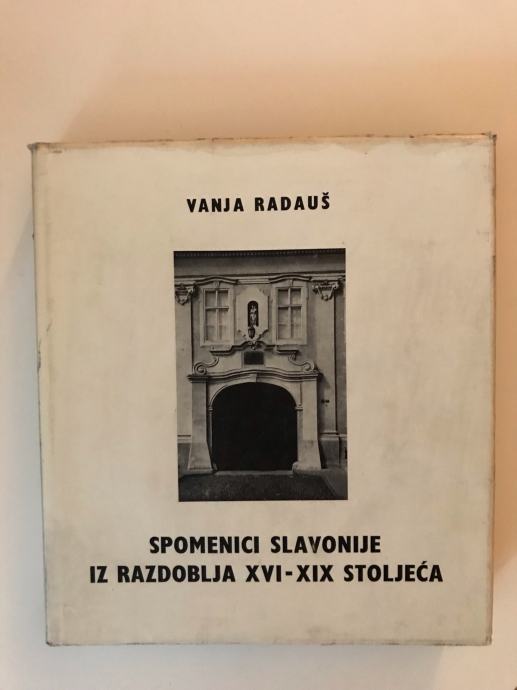 VANJA RADAUŠ
SPOMENICI SLAVONIJE
IZ RAZDOBLJA XVI-XIX STOLJEĆA